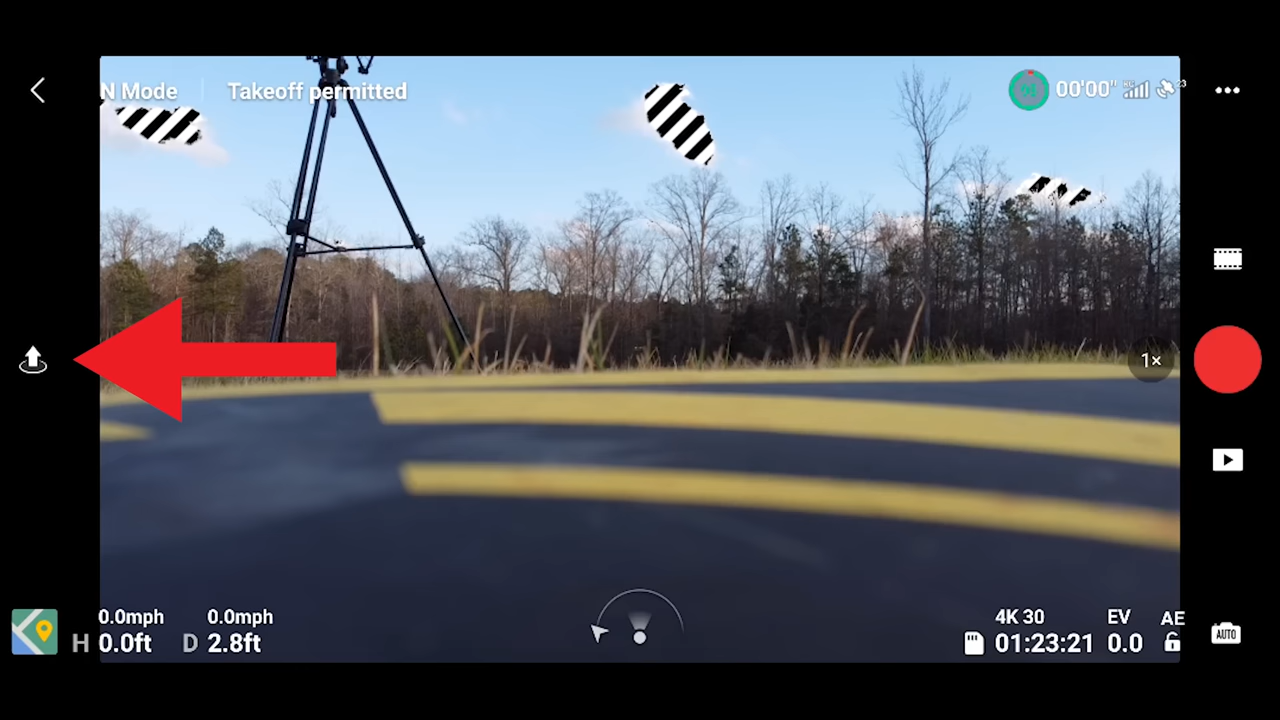 N Mode Takeoff permitted 00'00" 23
1×
0.0mph 0.0mph
H 0.0ft D 2.8ft
4K 30 EV AE
01:23:21 0.0
AUTO